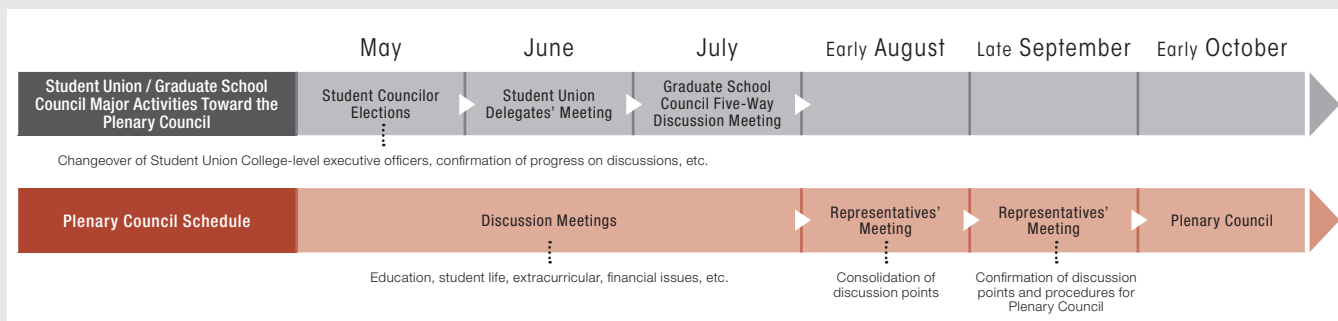 May
June
July
Early August
Late September
Early October
Student Union / Graduate School
Council Major Activities Toward the
Plenary Council
Student Councilor
Elections
Student Union
Delegates’ Meeting
Graduate School
Council Five-Way
Discussion Meeting
Changeover of Student Union College-level executive officers, confirmation of progress on discussions, etc.
Plenary Council Schedule
Discussion Meetings
Representatives’
Meeting
Representatives’
Meeting
Plenary Council
Education, student life, extracurricular, financial issues, etc.
Consolidation of
discussion points
Confirmation of discussion
points and procedures for
Plenary Council